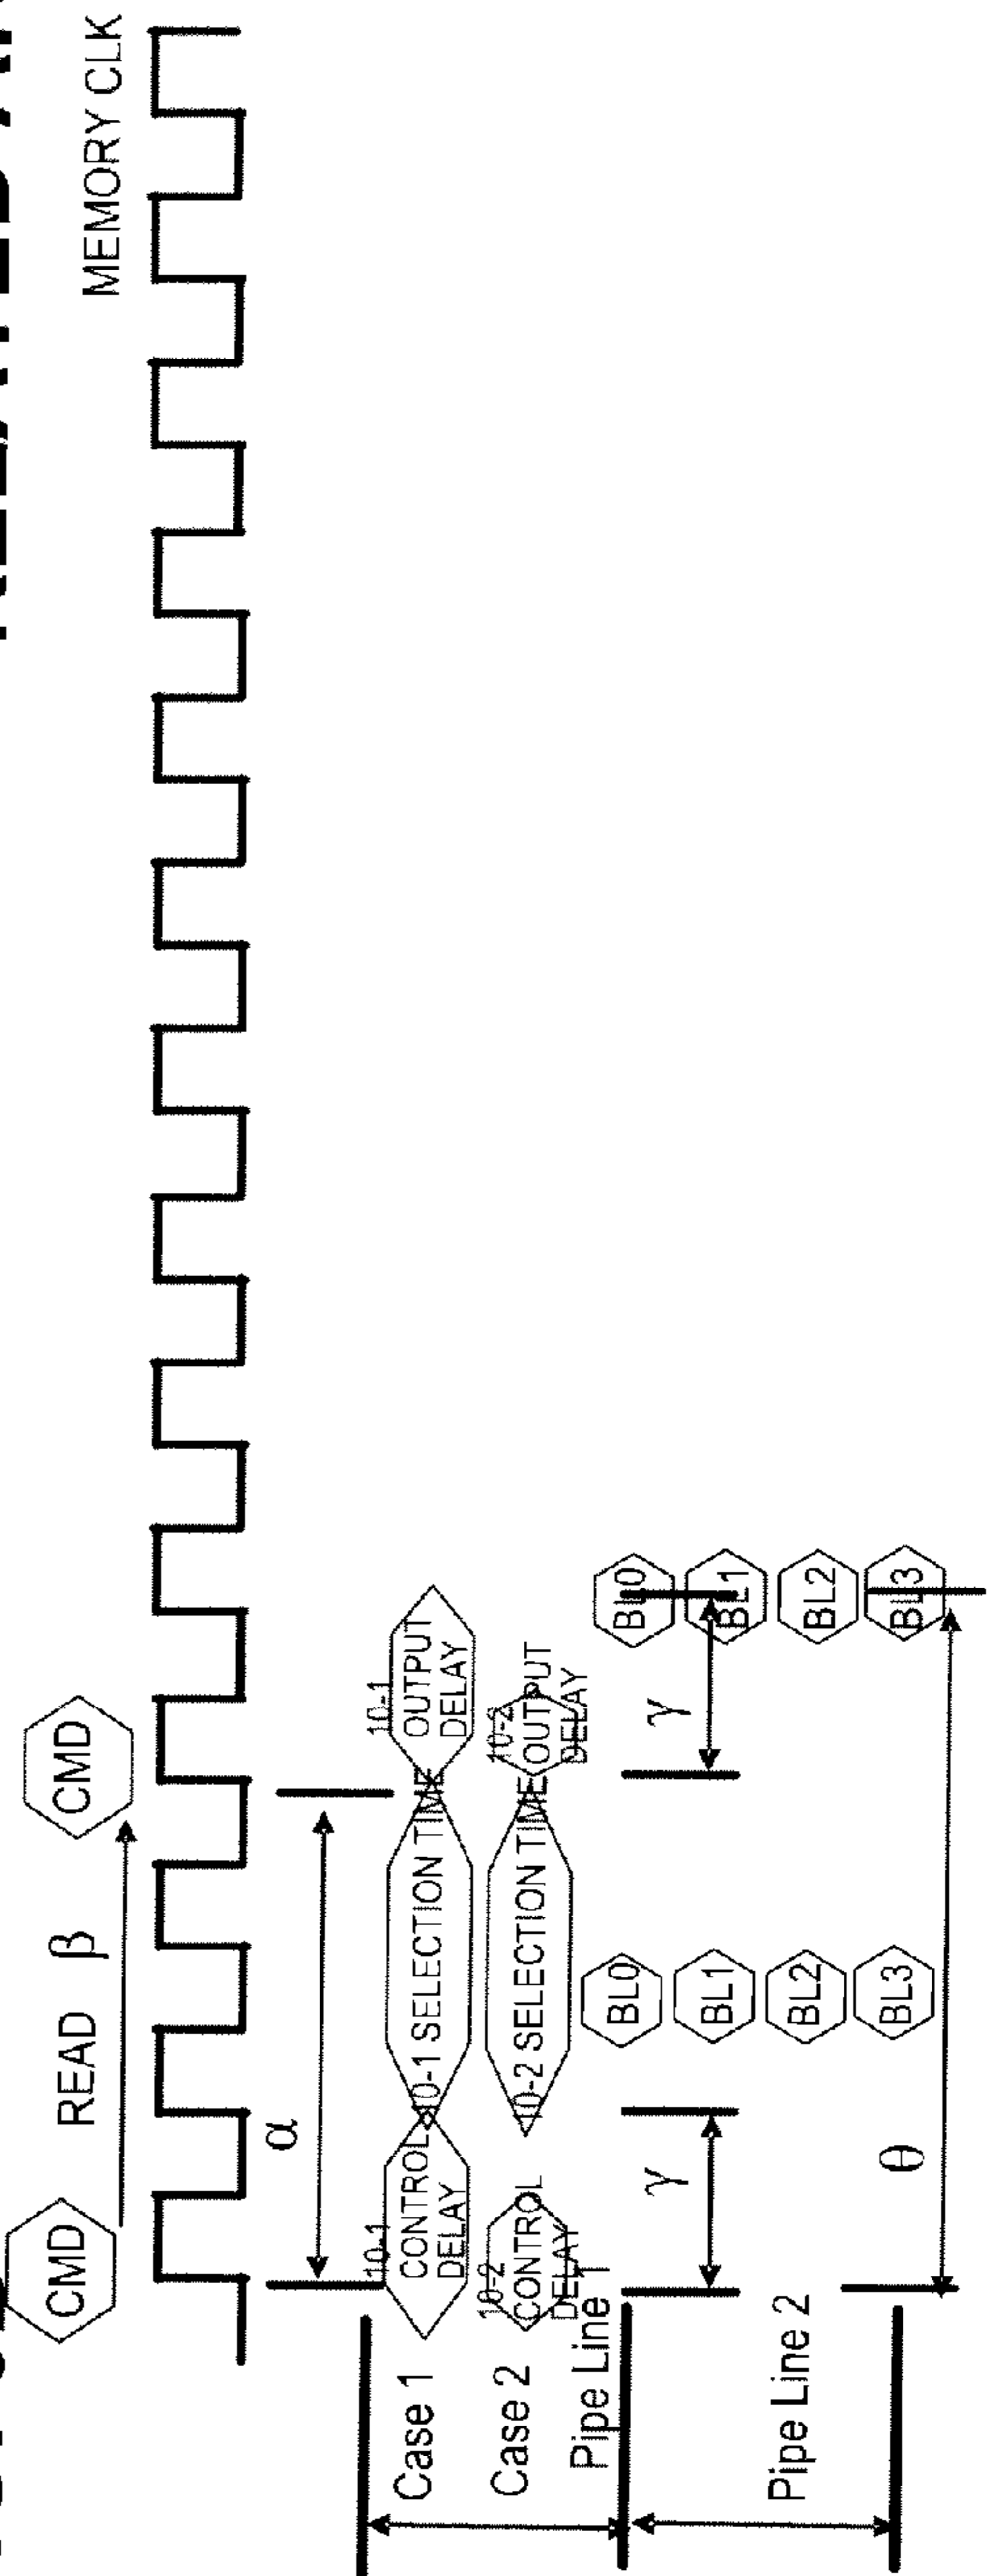 MEMORY CLK
CMD
READ β
CMD
α
Case 1
10-1
CONTROL
DELAY
10-1 SELECTION TIME
10-1
OUTPUT
DELAY
Case 2
10-2
CONTROL
DELAY
10-2 SELECTION TIME
10-2
OUTPUT
DELAY
Pipe Line 1
BL0
BL0
γ
BL1
γ
BL1
Pipe Line 2
BL2
BL2
BL3
BL3
θ